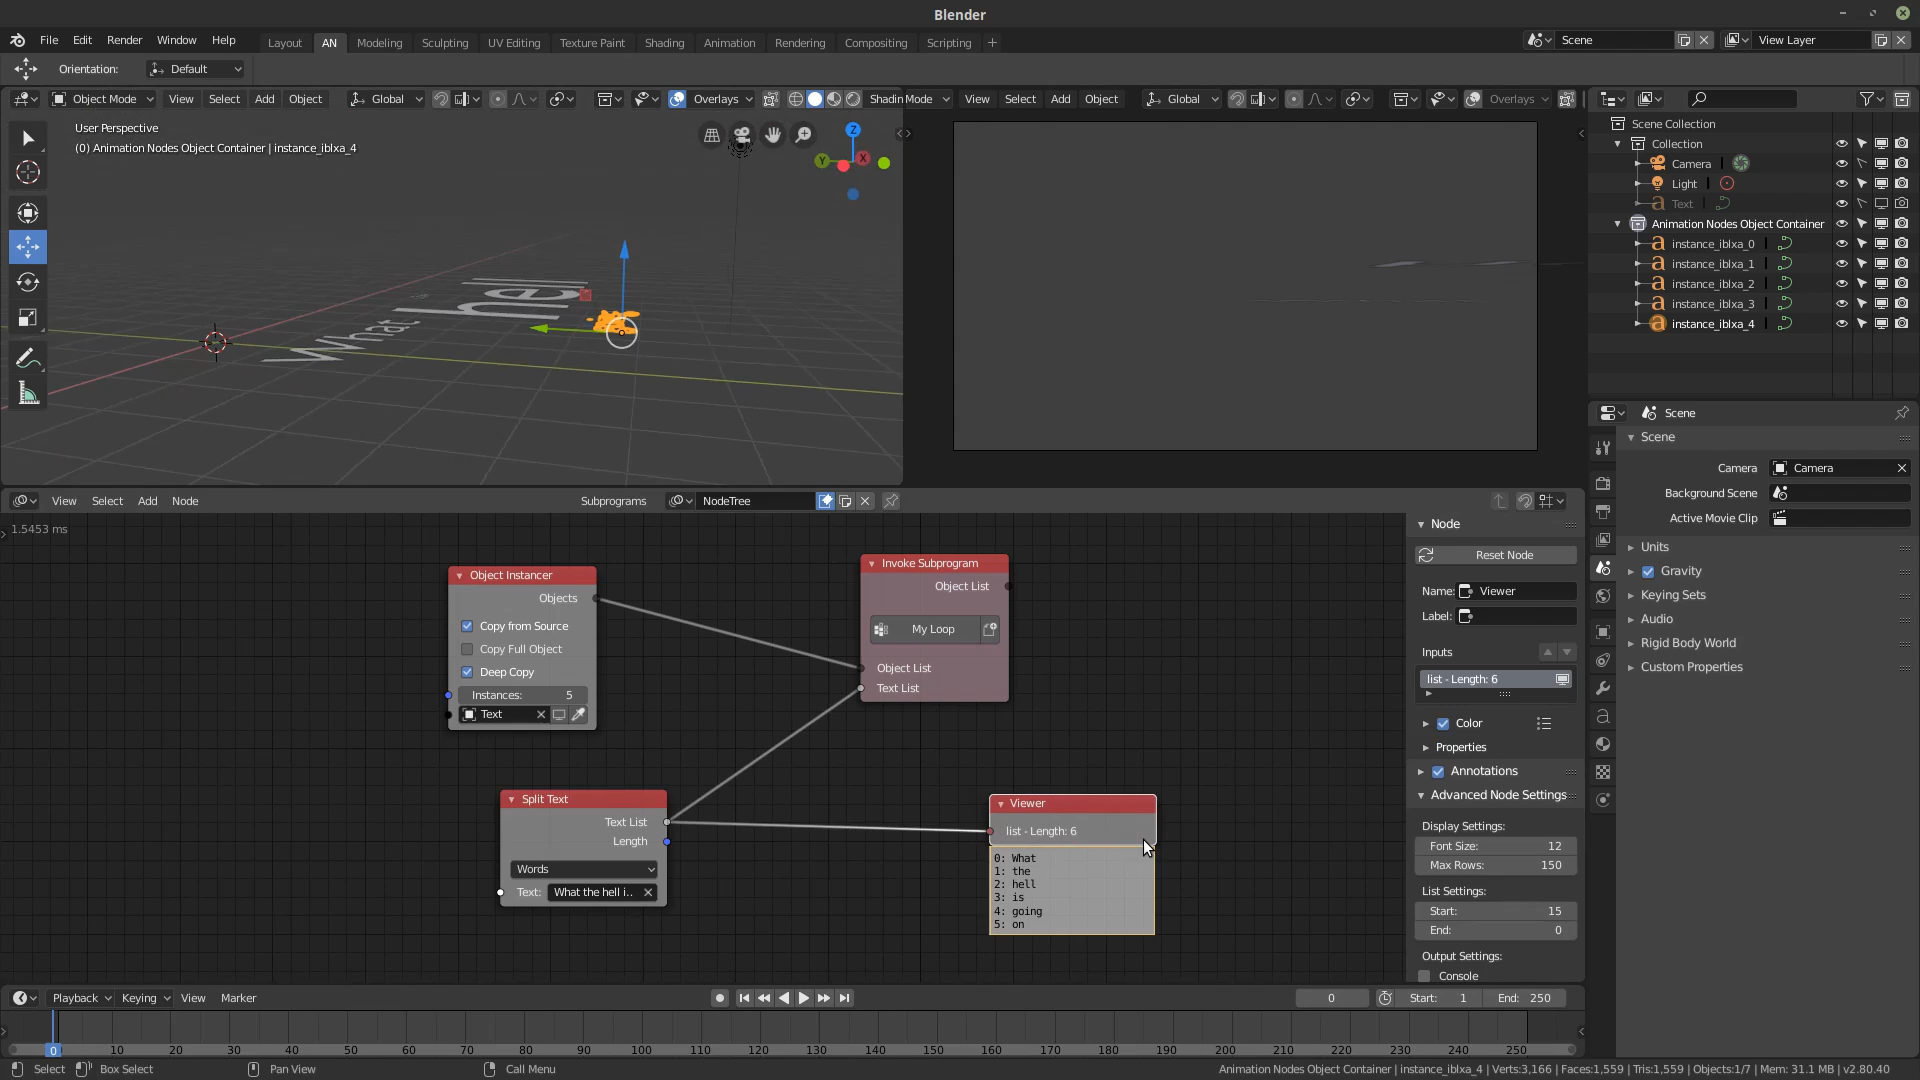 Blender
File Edit Render Window Help
Layout AN Modeling Sculpting UV Editing Texture Paint Shading Animation Rendering Compositing Scripting +
Scene
View Layer
Orientation: Default
Object Mode View Select Add Object Global Overlays Shadin
Mode View Select Add Object Global Overlays
User Perspective
(0) Animation Nodes Object Container | instance_iblxa_4
Z
Y
X
What
hell
Scene Collection
Collection
Camera
Light
Text
Animation Nodes Object Container
instance_iblxa_0
instance_iblxa_1
instance_iblxa_2
instance_iblxa_3
instance_iblxa_4
Scene
Scene
Camera Camera
Background Scene
Active Movie Clip
Units
Gravity
Keying Sets
Audio
Rigid Body World
Custom Properties
View Select Add Node Subprograms NodeTree
1.5453 ms
Object Instancer
Objects
Copy from Source
Copy Full Object
Deep Copy
Instances: 5
Text
Invoke Subprogram
Object List
My Loop
Object List
Text List
Split Text
Text List
Length
Words
Text: What the hell i..
Viewer
list - Length: 6
0: What
1: the
2: hell
3: is
4: going
5: on
Node
Reset Node
Name: Viewer
Label:
Inputs
list - Length: 6
Color
Properties
Annotations
Advanced Node Settings
Display Settings:
Font Size: 12
Max Rows: 150
List Settings:
Start: 15
End: 0
Output Settings:
Console
Playback Keying View Marker
0 Start: 1 End: 250
0 10 20 30 40 50 60 70 80 90 100 110 120 130 140 150 160 170 180 190 200 210 220 230 240 250
Select Box Select Pan View Call Menu
Animation Nodes Object Container | instance_iblxa_4 | Verts:3,166 | Faces:1,559 | Tris:1,559 | Objects:1/7 | Mem: 31.1 MB | v2.80.40